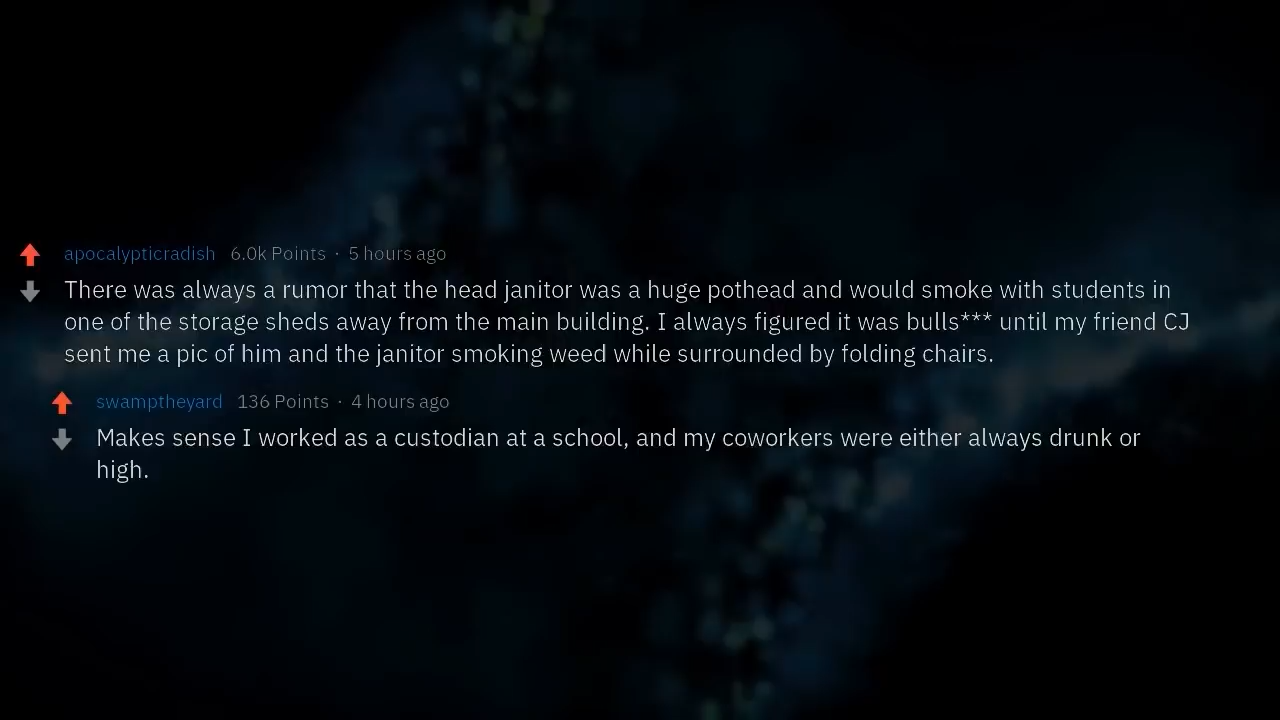 apocalypticradish 6.0k Points · 5 hours ago
There was always a rumor that the head janitor was a huge pothead and would smoke with students in
one of the storage sheds away from the main building. I always figured it was bulls*** until my friend CJ
sent me a pic of him and the janitor smoking weed while surrounded by folding chairs.
swamptheyard 136 Points · 4 hours ago
Makes sense I worked as a custodian at a school, and my coworkers were either always drunk or
high.